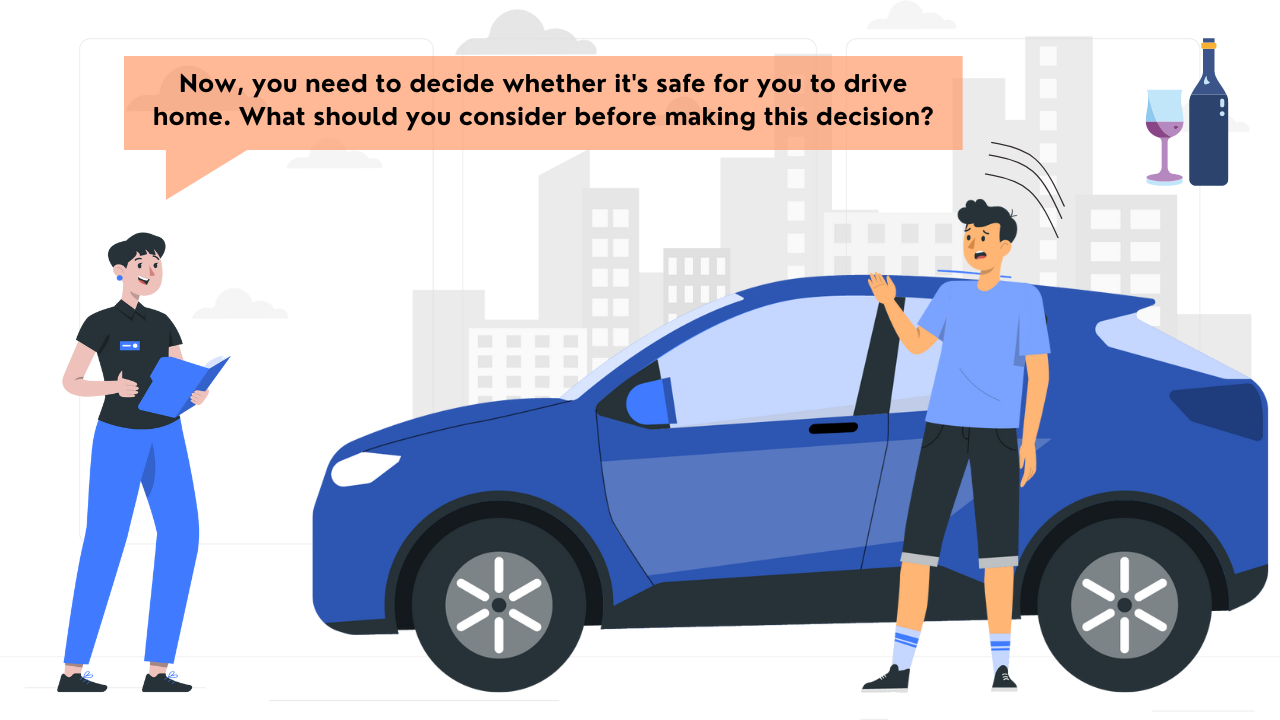 Now, you need to decide whether it's safe for you to drive
home. What should you consider before making this decision?